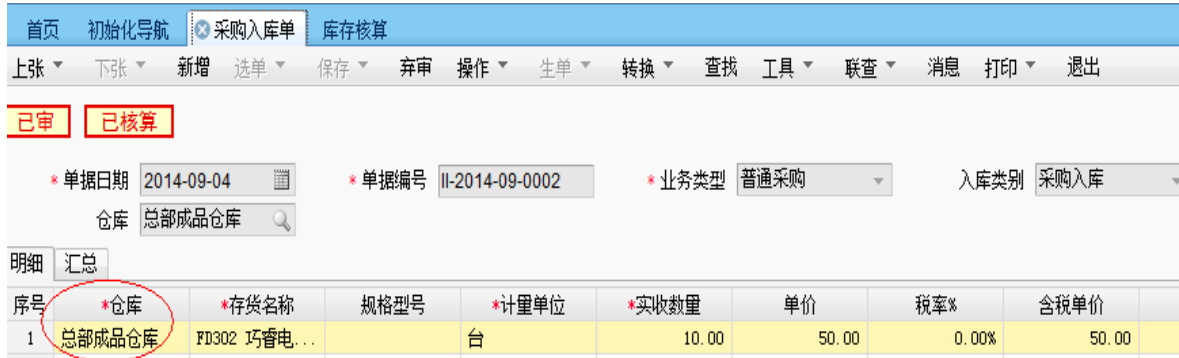 首页 初始化导航 采购入库单 库存核算
上张 下张 新增 选单 保存 弃审 操作 生单 转换 查找 工具 联查 消息 打印 退出
已审 已核算
*单据日期 2014-09-04 *单据编号 II-2014-09-0002 *业务类型 普通采购 入库类别 采购入库
仓库 总部成品仓库
明细 汇总
序号 *仓库 *存货名称 规格型号 *计量单位 *实收数量 单价 税率% 含税单价
1 总部成品仓库 FD302 巧睿电... 台 10.00 50.00 0.00% 50.00